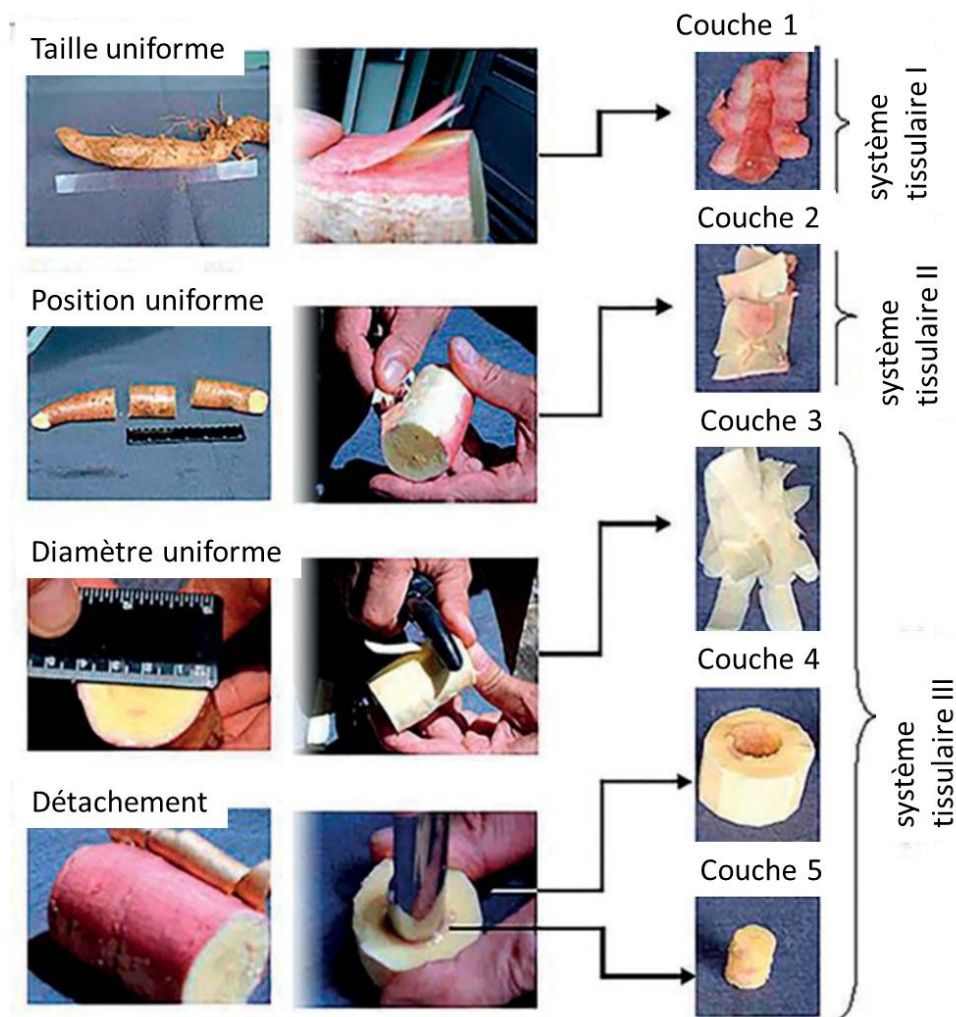 Taille uniforme
Couche 1
système
tissulaire I
Couche 2
Position uniforme
système
tissulaire II
Couche 3
Diamètre uniforme
Couche 4
système
tissulaire III
Détachement
Couche 5